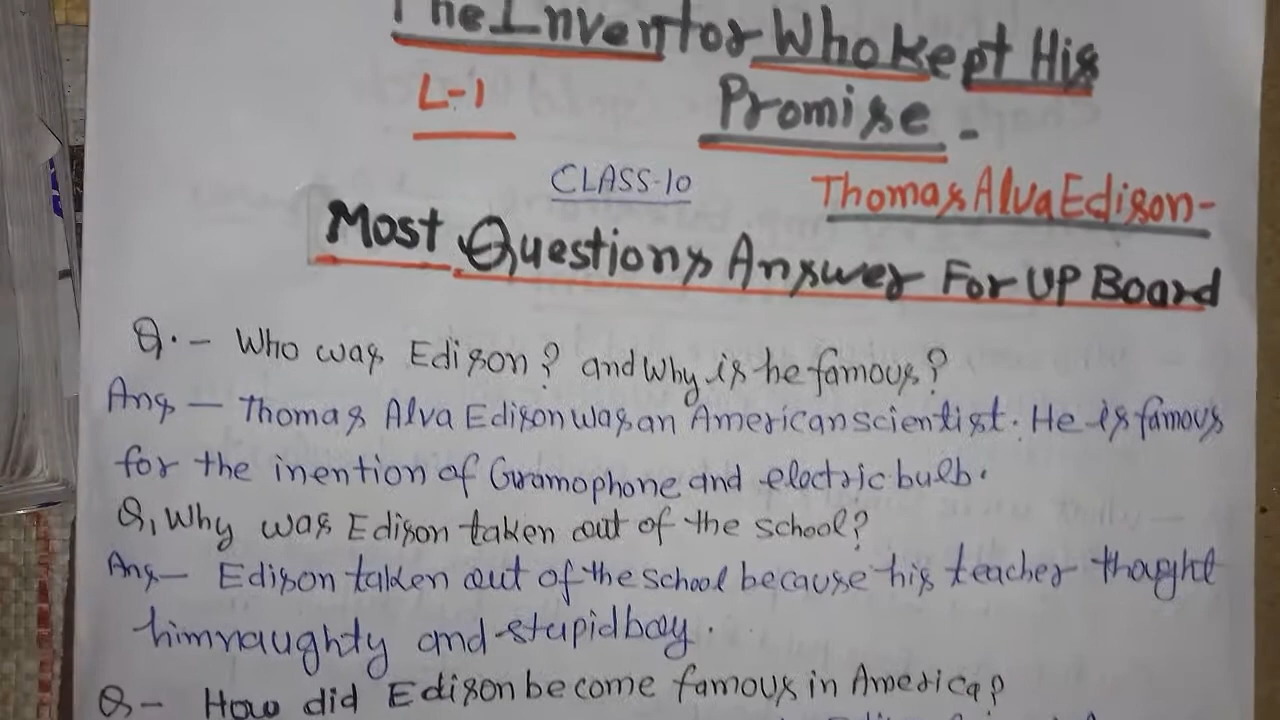 The Inventor Who Kept His
L-1
Promise -
CLASS-10
Thomas Alva Edison-
Most Questions Answer For UP Board
Q.- Who was Edison? and Why is he famous?
Ans - Thomas Alva Edison was an American scientist. He is famous
for the inention of Gramophone and electric bulb.
Q, Why was Edison taken out of the school?
Ans- Edison taken out of the school because his teacher thought
him naughty and stupid boy.
Q- How did Edison become famous in America?